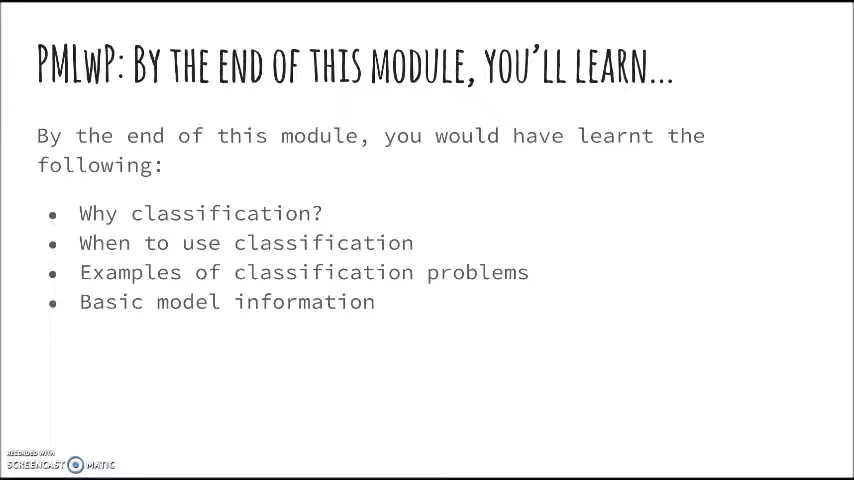 PMLwP: By the end of this module, you'll learn...
By the end of this module, you would have learnt the
following:
● Why classification?
● When to use classification
● Examples of classification problems
● Basic model information
RECORDED WITH
SCREENCAST MATIC